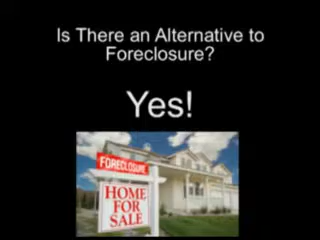 Is There an Alternative to
Foreclosure?
Yes!
FORECLOSURE
HOME
FOR
SALE